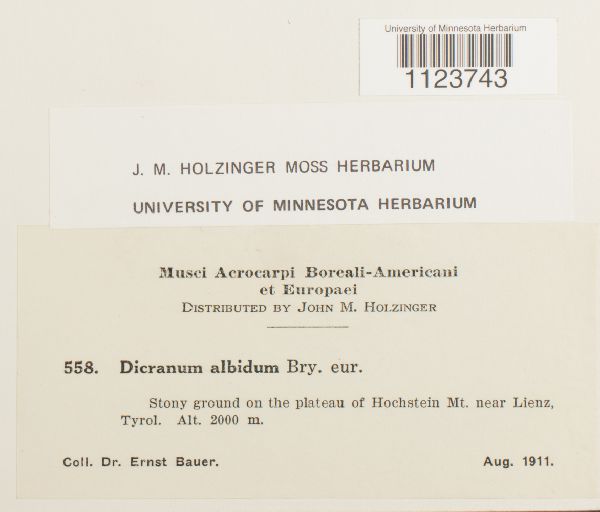 University of Minnesota Herbarium
1123743
J. M. HOLZINGER MOSS HERBARIUM
UNIVERSITY OF MINNESOTA HERBARIUM
Musci Acrocarpi Boreali-Americani
et Europaei
DISTRIBUTED BY JOHN M. HOLZINGER
558. Dicranum albidum Bry. eur.
Stony ground on the plateau of Hochstein Mt. near Lienz,
Tyrol. Alt. 2000 m.
Coll. Dr. Ernst Bauer. Aug. 1911.